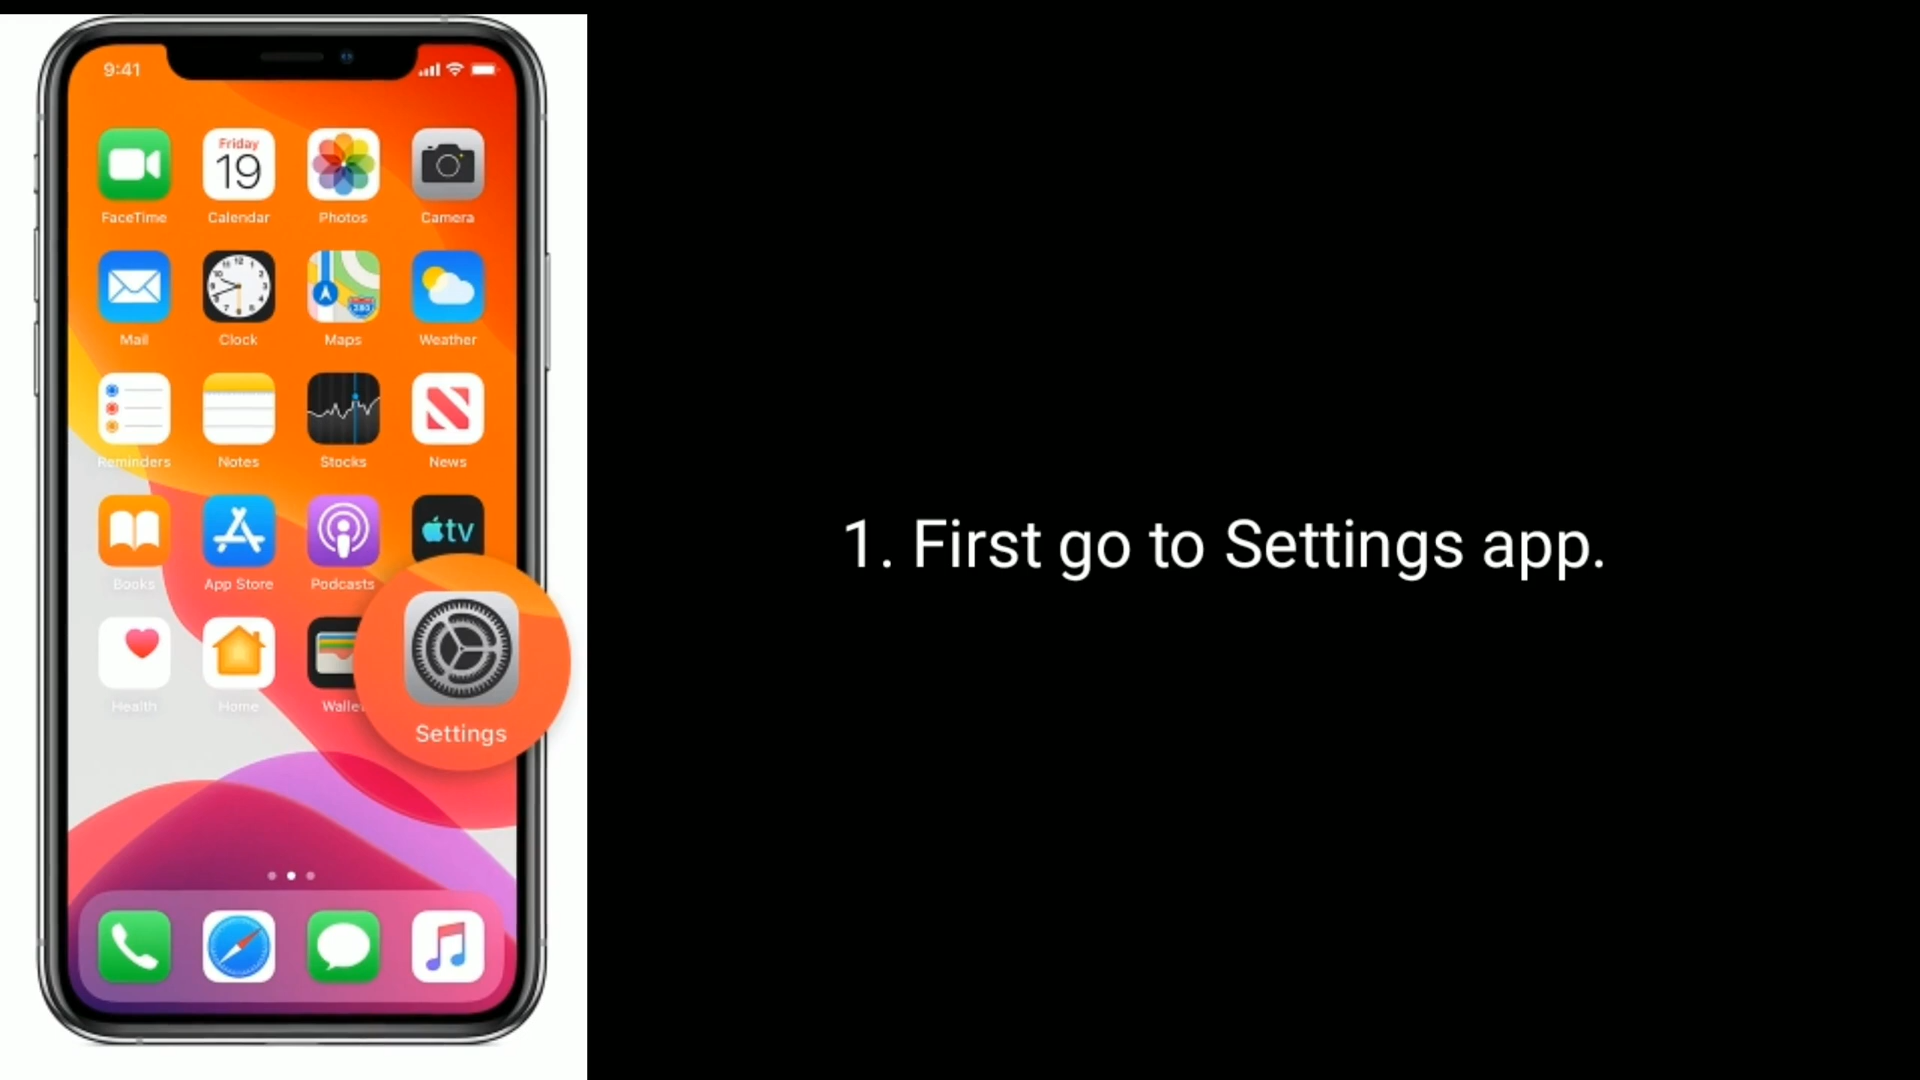 9:41
Friday
19
FaceTime
Calendar
Photos
Camera
Mail
Clock
Maps
Weather
Reminders
Notes
Stocks
News
tv
Books
App Store
Podcasts
Health
Home
Settings
1. First go to Settings app.